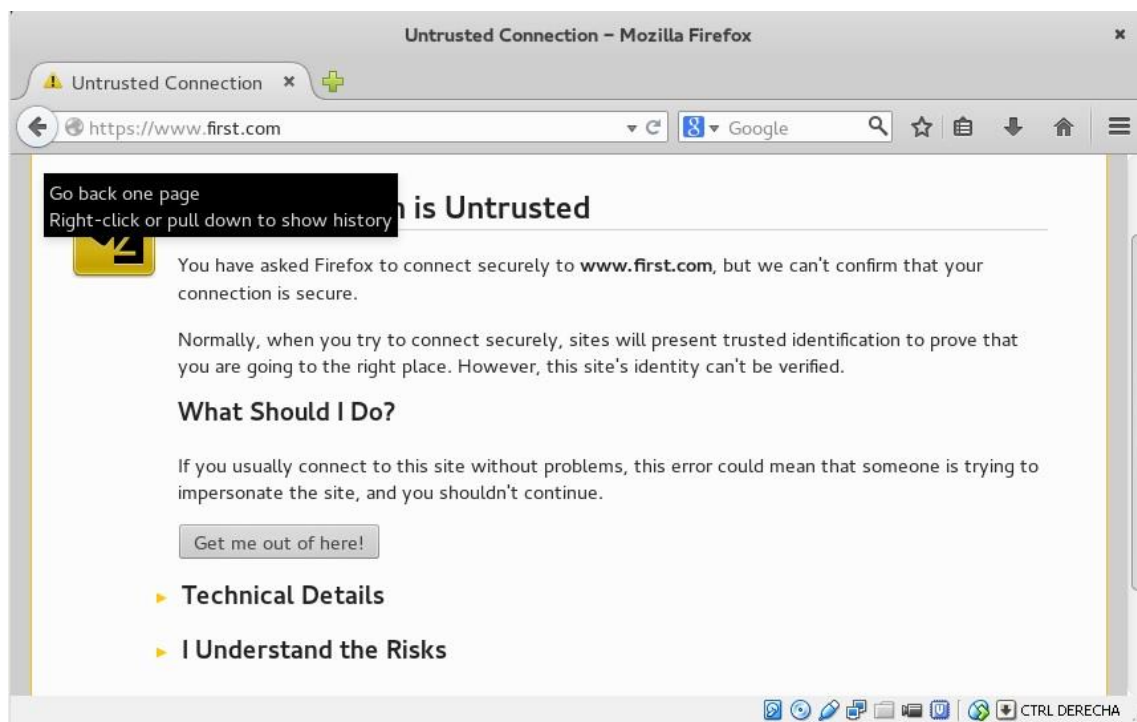 Untrusted Connection – Mozilla Firefox
Untrusted Connection
https://www.first.com
Google
Go back one page
Right-click or pull down to show history
is Untrusted
You have asked Firefox to connect securely to www.first.com, but we can't confirm that your
connection is secure.
Normally, when you try to connect securely, sites will present trusted identification to prove that
you are going to the right place. However, this site's identity can't be verified.
What Should I Do?
If you usually connect to this site without problems, this error could mean that someone is trying to
impersonate the site, and you shouldn't continue.
Get me out of here!
Technical Details
I Understand the Risks
CTRL DERECHA